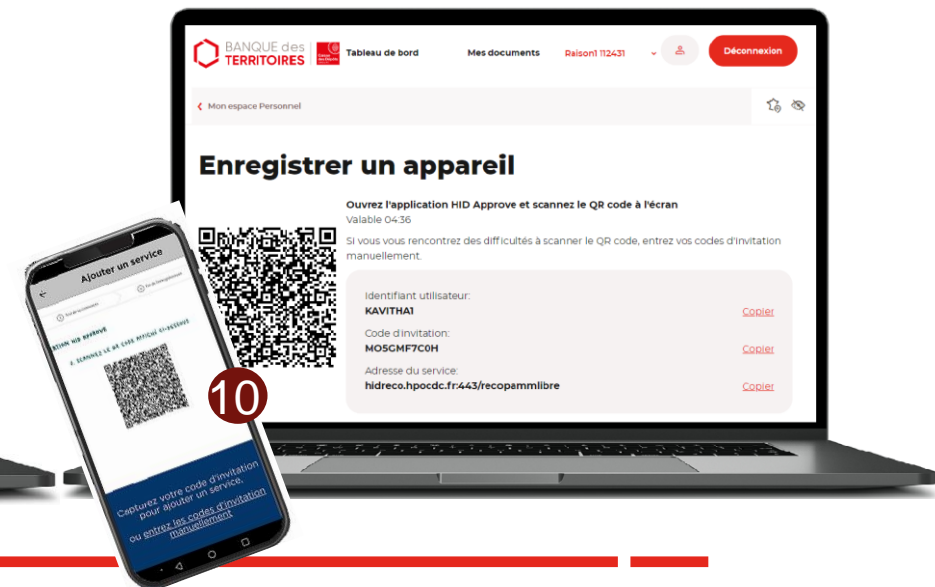 BANQUE des
TERRITOIRES
Tableau de bord
Mes documents
Raison1 112431
Déconnexion
Mon espace Personnel
Enregistrer un appareil
Ouvrez l'application HID Approve et scannez le QR code à l'écran
Valable 04:36
Si vous vous rencontrez des difficultés à scanner le QR code, entrez vos codes d'invitation
manuellement.
Identifiant utilisateur:
KAVITHA1
Copier
Code d'invitation:
MO5GMF7C0H
Copier
Adresse du service:
hidreco.hpocdc.fr:443/recopammlibre
Copier
Ajouter un service
HID APPROVE
SCANNEZ LE QR CODE AFFICHÉ CI-DESSOUS
10
Capturez votre code d'invitation
pour ajouter un service.
ou entrez les codes d'invitation
manuellement